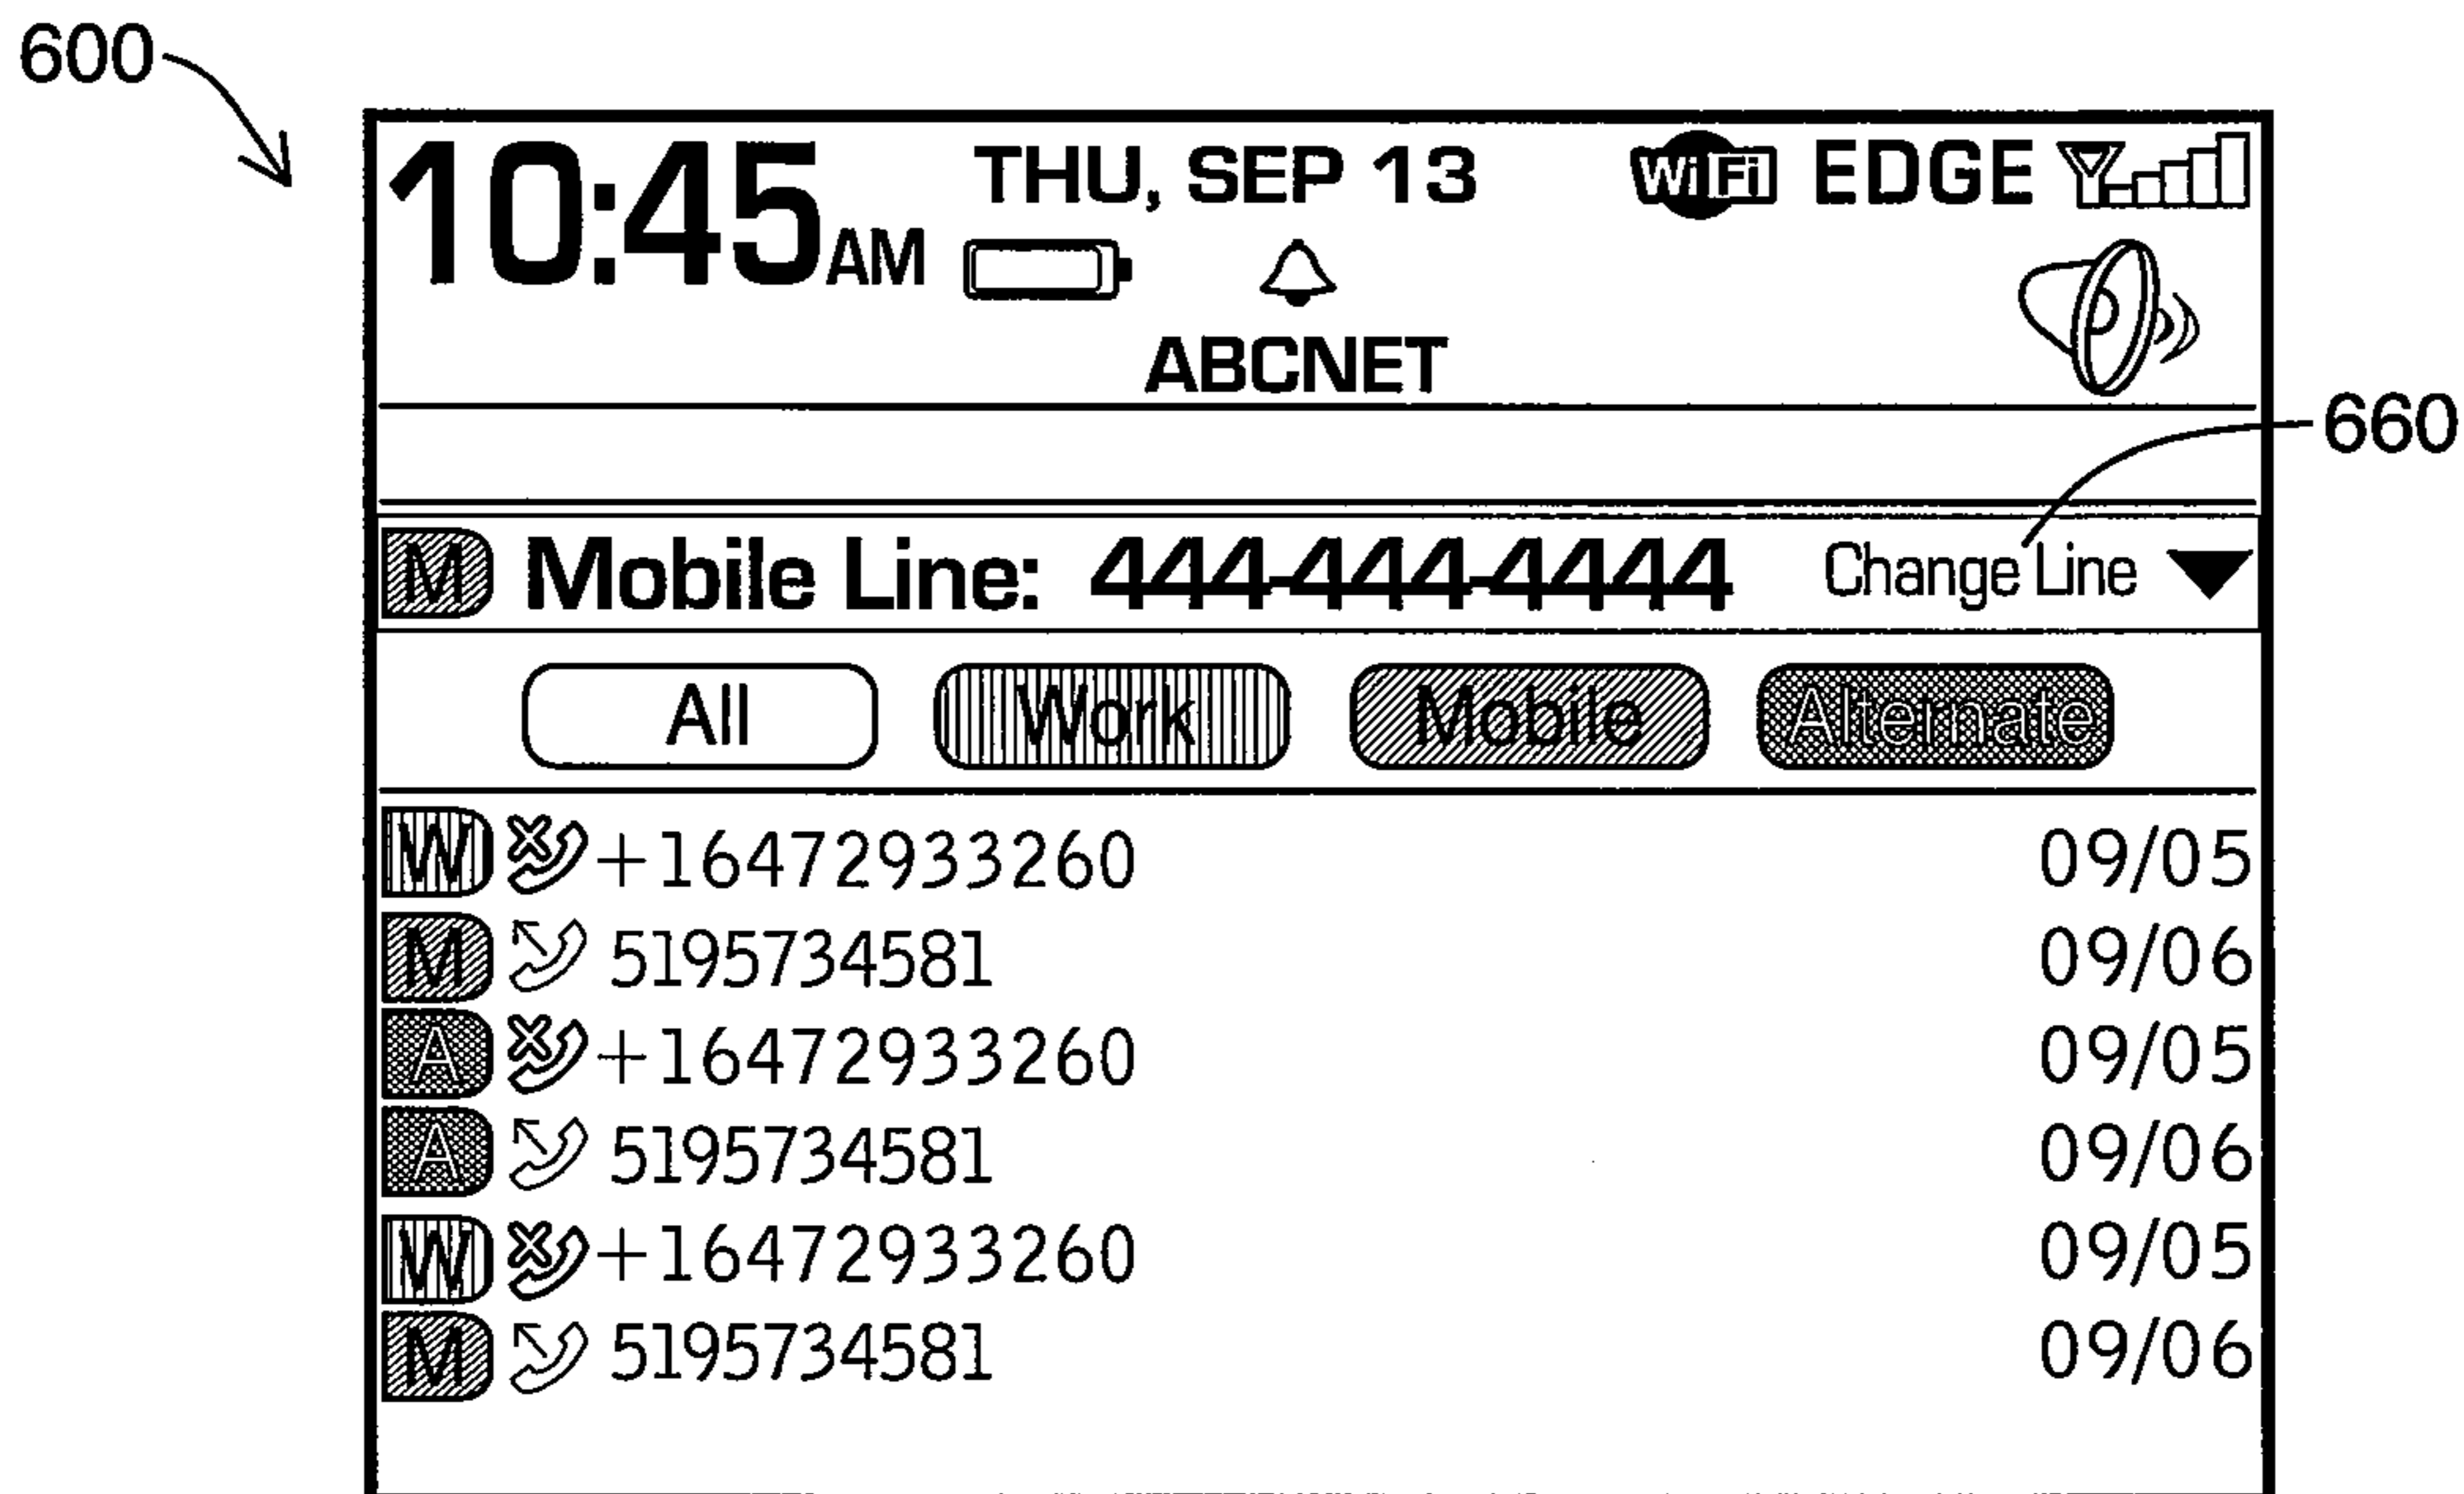 600
10:45 AM THU, SEP 13 WiFi EDGE
ABCNET
660
M Mobile Line: 444-444-4444 Change Line
All Work Mobile Alternate
W +16472933260 09/05
M 5195734581 09/06
A +16472933260 09/05
A 5195734581 09/06
W +16472933260 09/05
M 5195734581 09/06